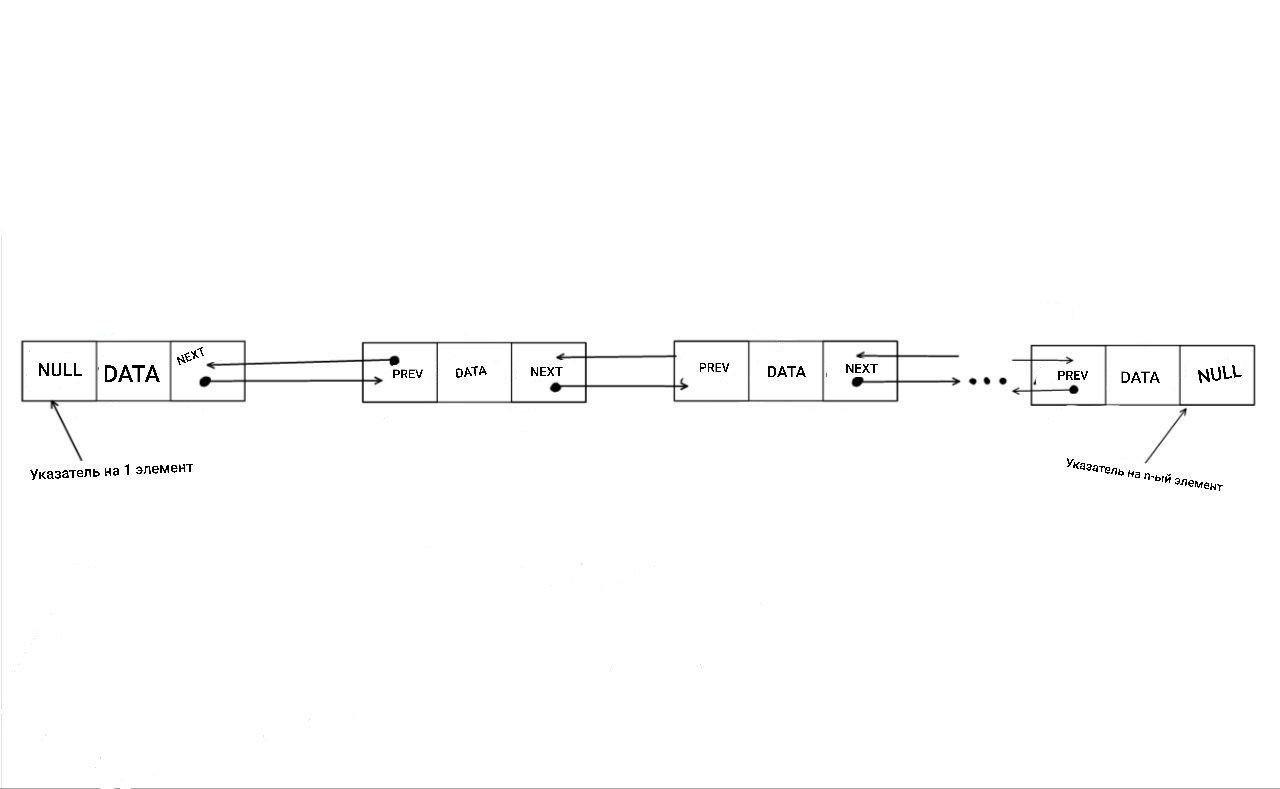 NULL DATA NEXT PREV DATA NEXT PREV DATA NEXT ••• PREV DATA NULL
Указатель на 1 элемент
Указатель на n-ый элемент